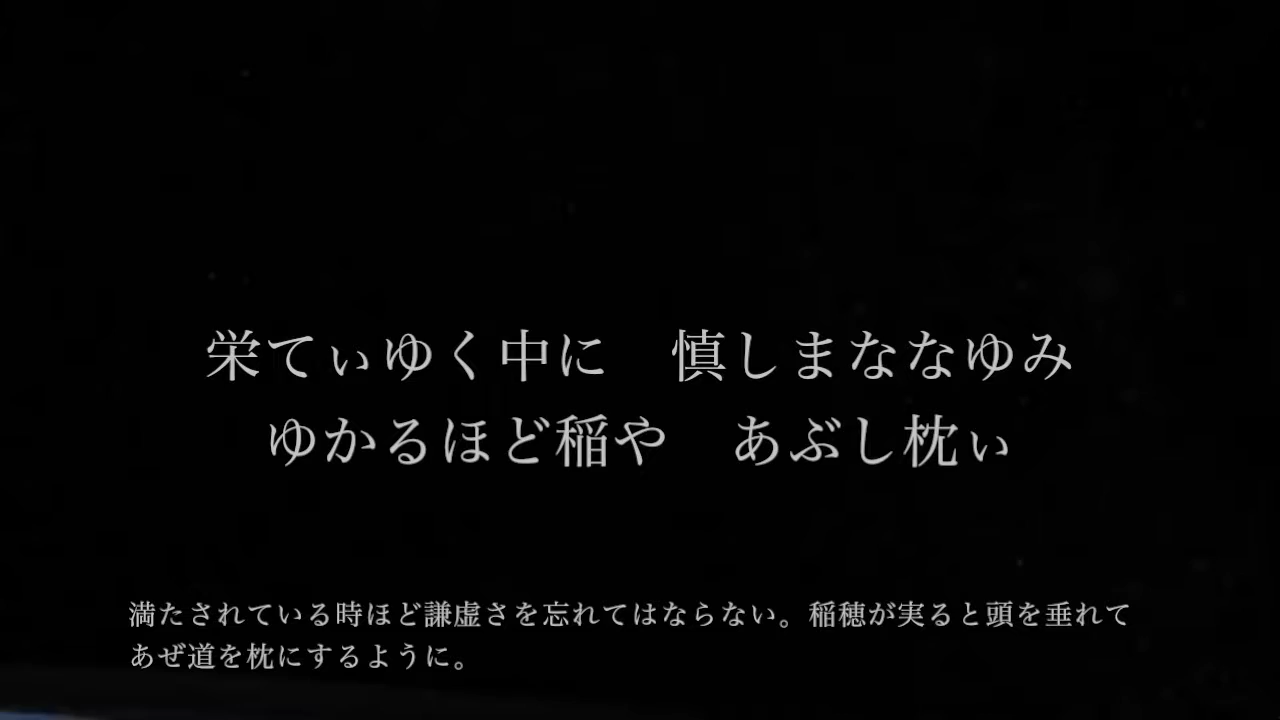 栄てぃゆく中に　慎しまななゆみ
ゆかるほど稲や　あぶし枕ぃ
満たされている時ほど謙虚さを忘れてはならない。稲穂が実ると頭を垂れて
あぜ道を枕にするように。